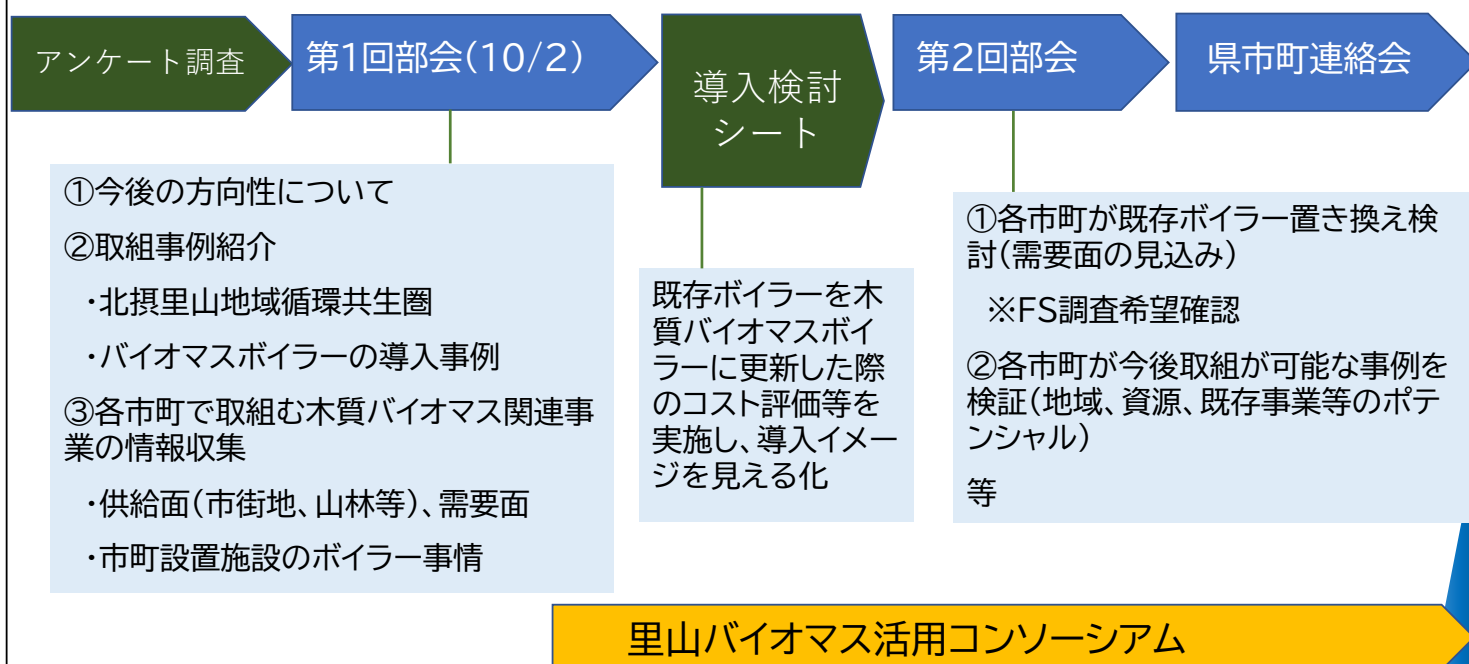 アンケート調査
第1回部会(10/2)
導入検討
シート
第2回部会
県市町連絡会
①今後の方向性について
②取組事例紹介
・北摂里山地域循環共生圏
・バイオマスボイラーの導入事例
③各市町で取組む木質バイオマス関連事
業の情報収集
・供給面(市街地、山林等)、需要面
・市町設置施設のボイラー事情
既存ボイラーを木
質バイオマスボイ
ラーに更新した際
のコスト評価等を
実施し、導入イメー
ジを見える化
①各市町が既存ボイラー置き換え検
討(需要面の見込み)
※FS調査希望確認
②各市町が今後取組が可能な事例を
検証(地域、資源、既存事業等のポテ
ンシャル)
等
里山バイオマス活用コンソーシアム